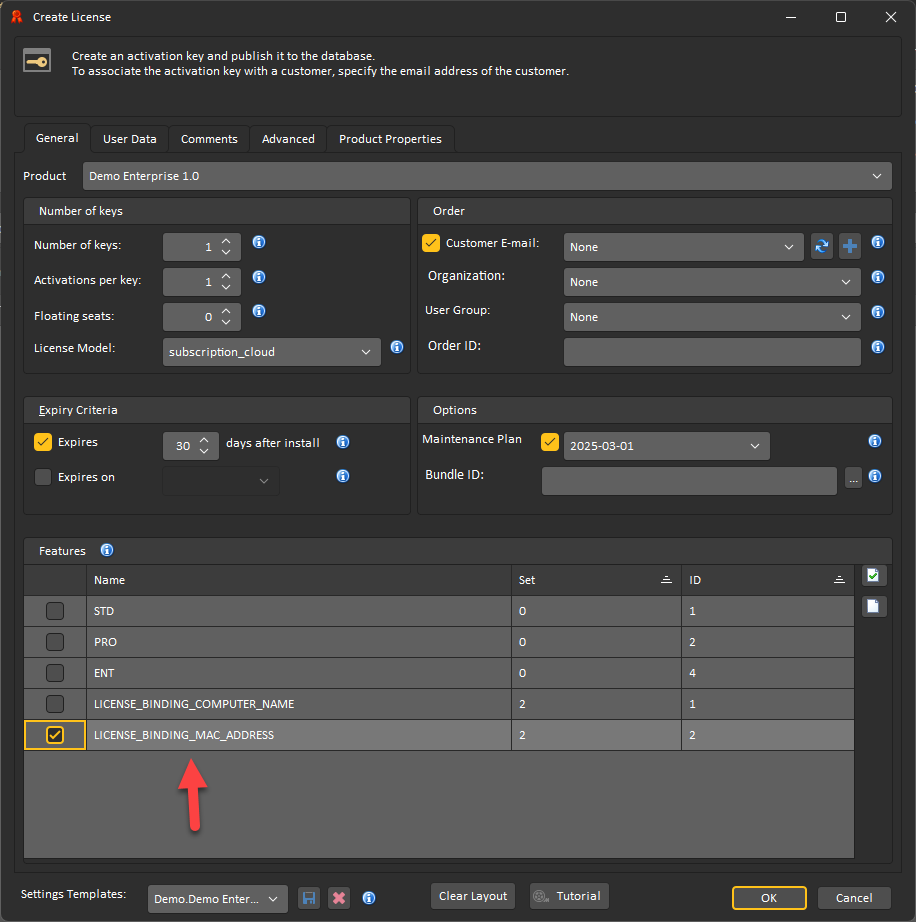 Create License
Create an activation key and publish it to the database.
To associate the activation key with a customer, specify the email address of the customer.
General User Data Comments Advanced Product Properties
Product Demo Enterprise 1.0
Number of keys
Number of keys: 1
Activations per key: 1
Floating seats: 0
License Model: subscription_cloud
Order
Customer E-mail: None
Organization: None
User Group: None
Order ID:
Expiry Criteria
Expires 30 days after install
Expires on
Options
Maintenance Plan 2025-03-01
Bundle ID: ...
Features
Name Set ID
STD 0 1
PRO 0 2
ENT 0 4
LICENSE_BINDING_COMPUTER_NAME 2 1
LICENSE_BINDING_MAC_ADDRESS 2 2
Settings Templates: Demo.Demo Enter... Clear Layout Tutorial OK Cancel